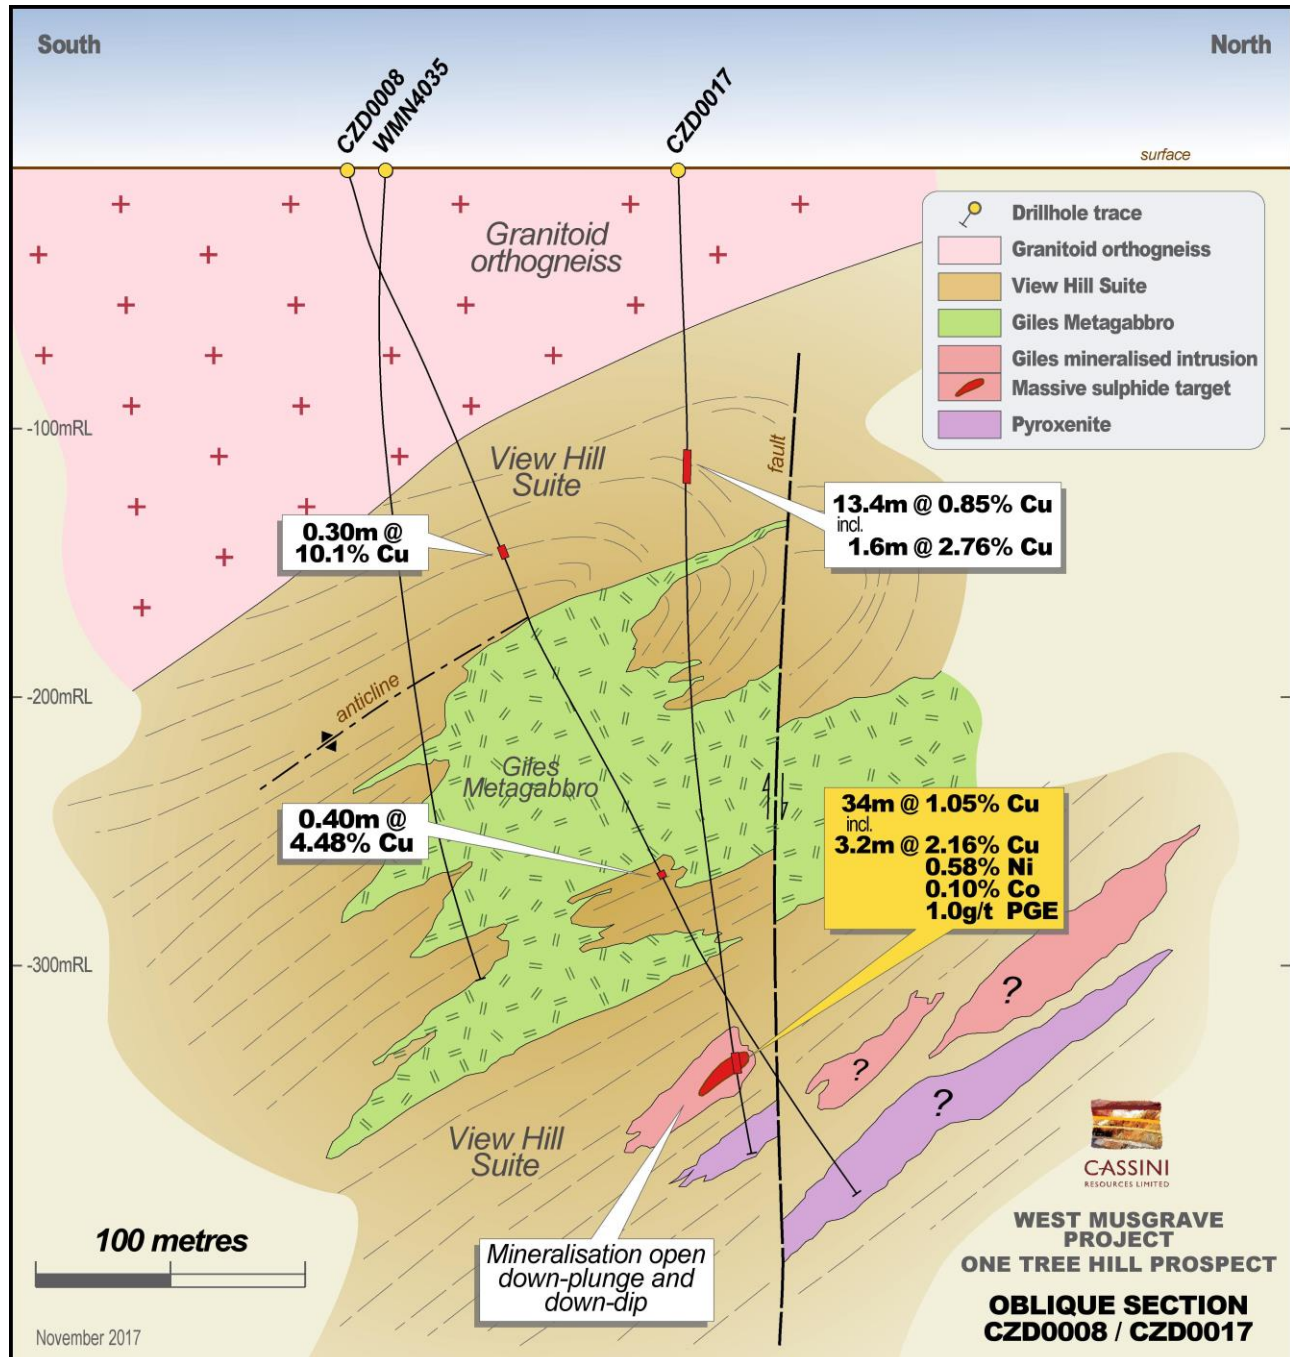 South
North
CZD0008
WMN4035
CZD0017
surface
Granitoid
orthogneiss
Drillhole trace
Granitoid orthogneiss
View Hill Suite
Giles Metagabbro
Giles mineralised intrusion
Massive sulphide target
Pyroxenite
-100mRL
View Hill
Suite
fault
13.4m @ 0.85% Cu
incl.
1.6m @ 2.76% Cu
0.30m @
10.1% Cu
-200mRL
anticline
Giles
Metagabbro
0.40m @
4.48% Cu
34m @ 1.05% Cu
incl.
3.2m @ 2.16% Cu
0.58% Ni
0.10% Co
1.0g/t PGE
-300mRL
?
?
?
View Hill
Suite
CASSINI
RESOURCES LIMITED
100 metres
Mineralisation open
down-plunge and
down-dip
WEST MUSGRAVE
PROJECT
ONE TREE HILL PROSPECT
OBLIQUE SECTION
CZD0008 / CZD0017
November 2017